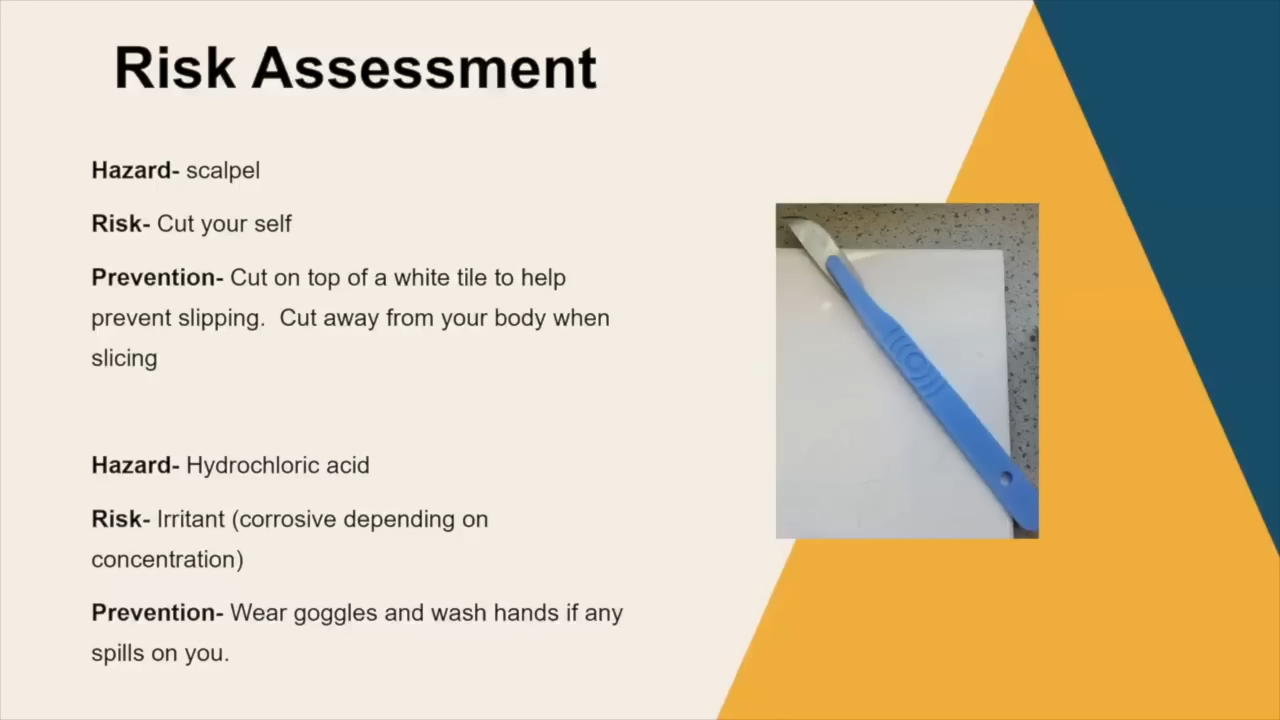 Risk Assessment
Hazard- scalpel
Risk- Cut your self
Prevention- Cut on top of a white tile to help
prevent slipping.  Cut away from your body when
slicing
Hazard- Hydrochloric acid
Risk- Irritant (corrosive depending on
concentration)
Prevention- Wear goggles and wash hands if any
spills on you.